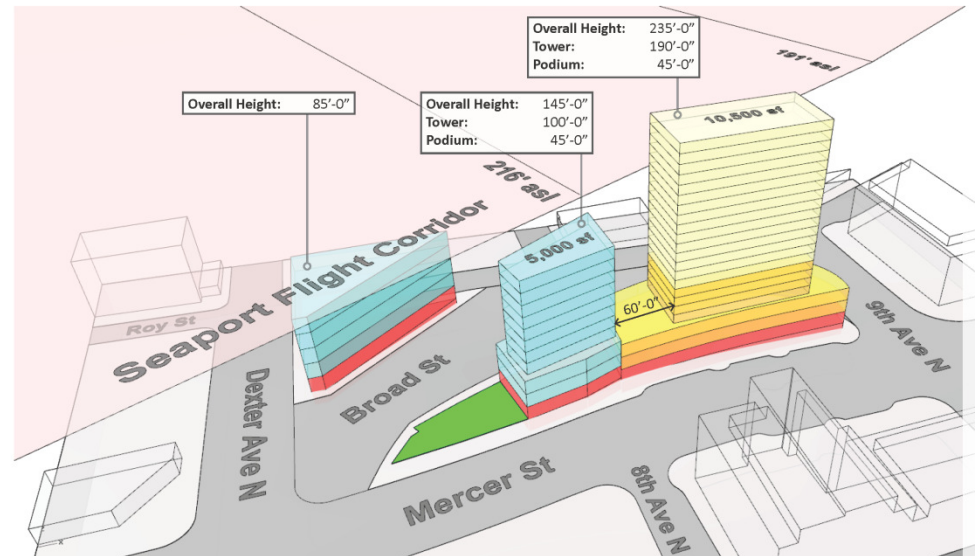 Overall Height: 235'-0"
Tower: 190'-0"
Podium: 45'-0"
191' asl
Overall Height: 85'-0"
Overall Height: 145'-0"
Tower: 100'-0"
Podium: 45'-0"
10,500 sf
216' asl
Seaport Flight Corridor
5,000 sf
60'-0"
Roy St
9th Ave N
Broad St
Dexter Ave N
Mercer St
8th Ave N
x